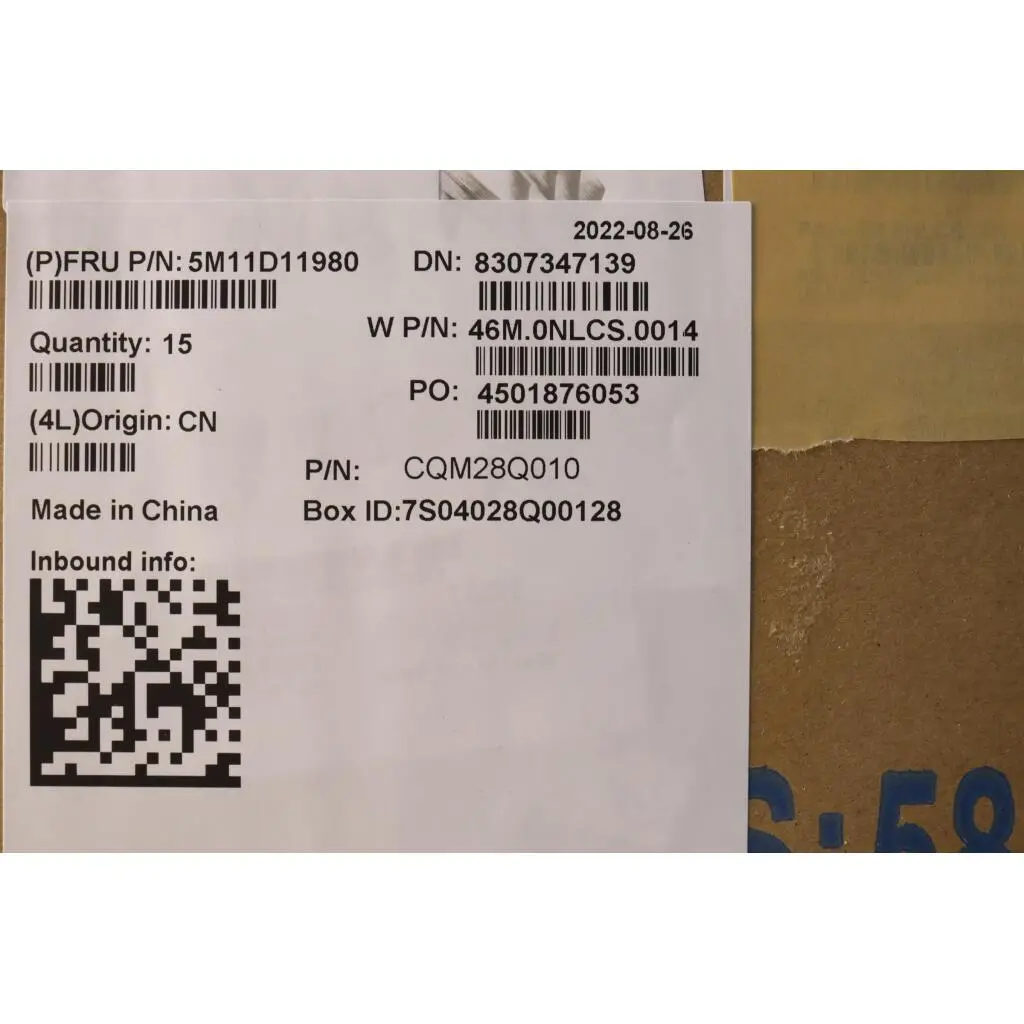 2022-08-26
(P)FRU P/N: 5M11D11980 DN: 8307347139
W P/N: 46M.0NLCS.0014
Quantity: 15
PO: 4501876053
(4L)Origin: CN
P/N: CQM28Q010
Made in China Box ID:7S04028Q00128
Inbound info:
S:58